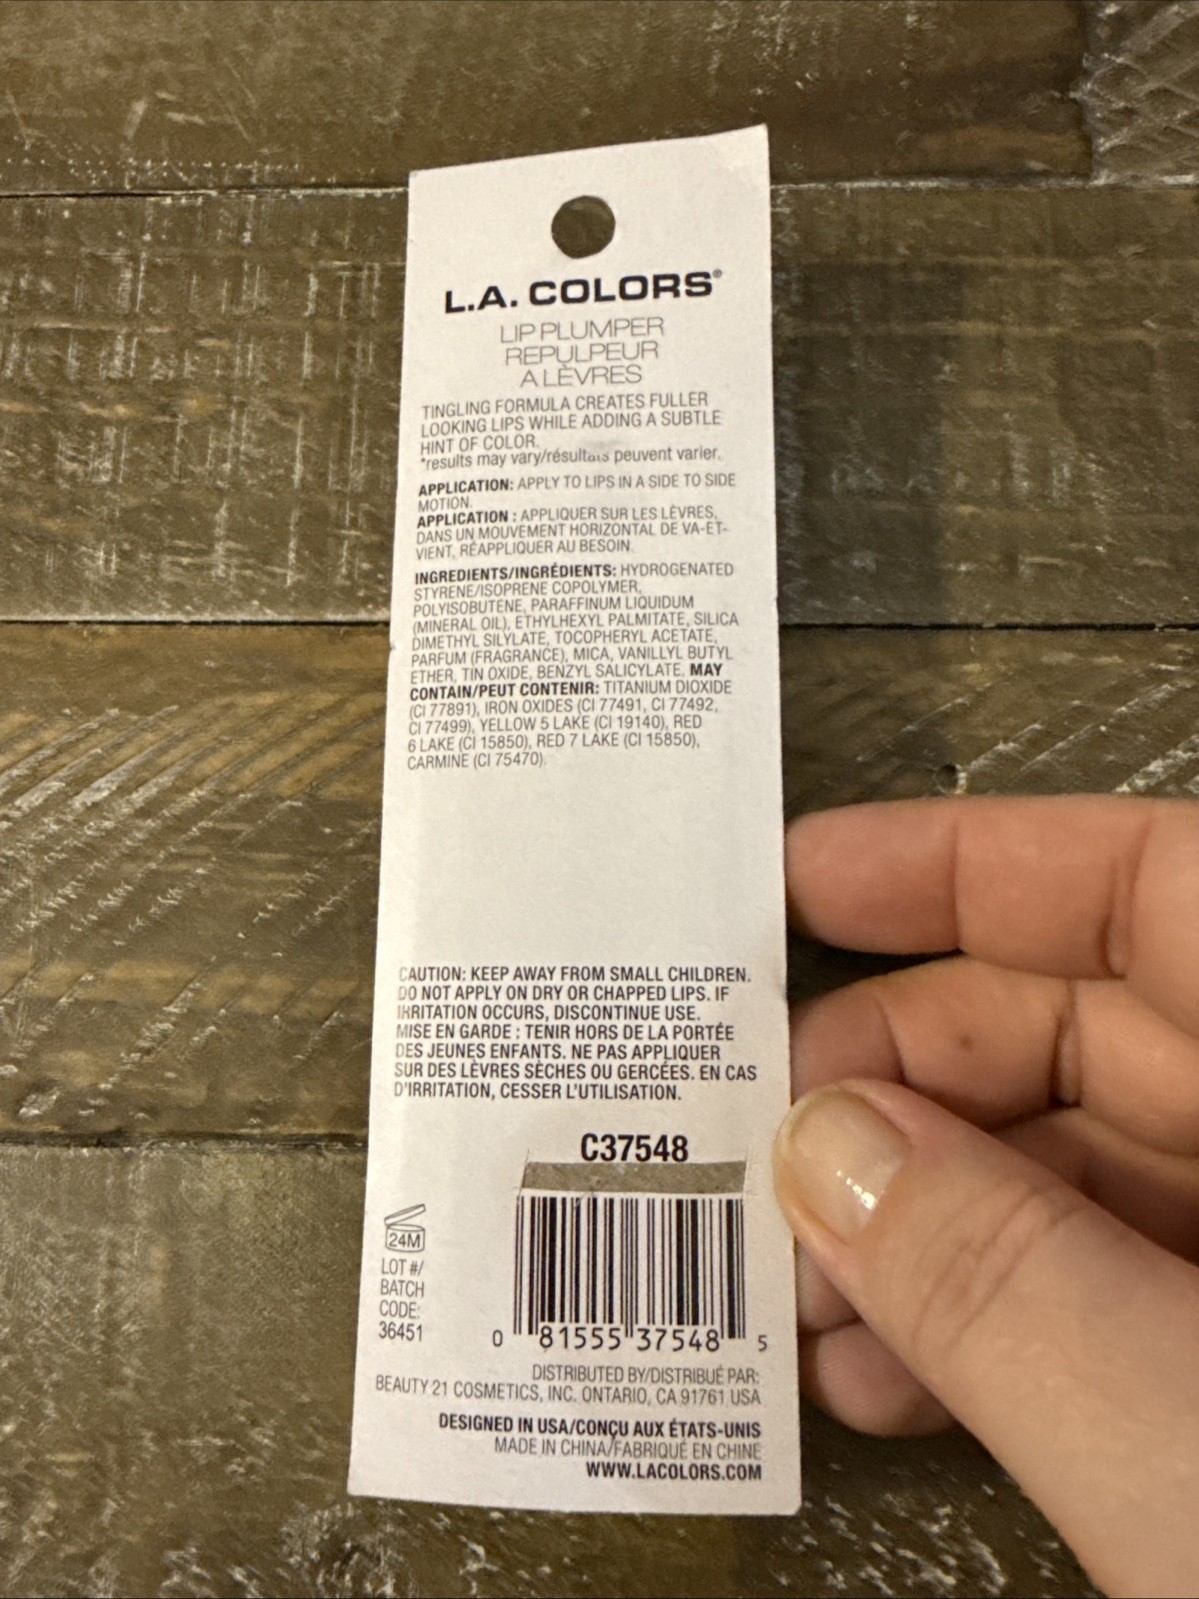 L.A. COLORS®
LIP PLUMPER
REPULPEUR
A LÈVRES
TINGLING FORMULA CREATES FULLER
LOOKING LIPS WHILE ADDING A SUBTLE
HINT OF COLOR.
*results may vary/résultats peuvent varier.
APPLICATION: APPLY TO LIPS IN A SIDE TO SIDE
MOTION.
APPLICATION : APPLIQUER SUR LES LÈVRES,
DANS UN MOUVEMENT HORIZONTAL DE VA-ET-
VIENT, RÉAPPLIQUER AU BESOIN.
INGREDIENTS/INGRÉDIENTS: HYDROGENATED
STYRENE/ISOPRENE COPOLYMER,
POLYISOBUTENE, PARAFFINUM LIQUIDUM
(MINERAL OIL), ETHYLHEXYL PALMITATE, SILICA
DIMETHYL SILYLATE, TOCOPHERYL ACETATE,
PARFUM (FRAGRANCE), MICA, VANILLYL BUTYL
ETHER, TIN OXIDE, BENZYL SALICYLATE. MAY
CONTAIN/PEUT CONTENIR: TITANIUM DIOXIDE
(CI 77891), IRON OXIDES (CI 77491, CI 77492,
CI 77499), YELLOW 5 LAKE (CI 19140), RED
6 LAKE (CI 15850), RED 7 LAKE (CI 15850),
CARMINE (CI 75470).
CAUTION: KEEP AWAY FROM SMALL CHILDREN.
DO NOT APPLY ON DRY OR CHAPPED LIPS. IF
IRRITATION OCCURS, DISCONTINUE USE.
MISE EN GARDE : TENIR HORS DE LA PORTÉE
DES JEUNES ENFANTS. NE PAS APPLIQUER
SUR DES LÈVRES SÈCHES OU GERCÉES. EN CAS
D'IRRITATION, CESSER L'UTILISATION.
C37548
24M
LOT #/
BATCH
CODE:
36451
0 81555 37548 5
DISTRIBUTED BY/DISTRIBUÉ PAR:
BEAUTY 21 COSMETICS, INC. ONTARIO, CA 91761 USA
DESIGNED IN USA/CONÇU AUX ÉTATS-UNIS
MADE IN CHINA/FABRIQUÉ EN CHINE
WWW.LACOLORS.COM